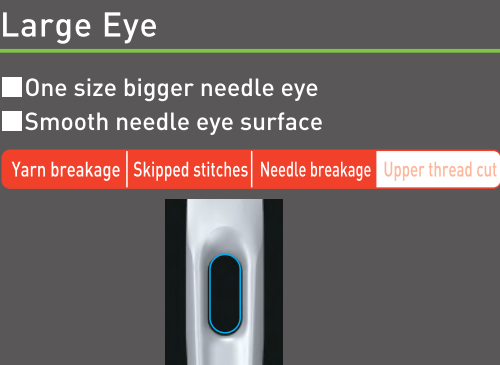 Large Eye
One size bigger needle eye
Smooth needle eye surface
Yarn breakage Skipped stitches Needle breakage Upper thread cut